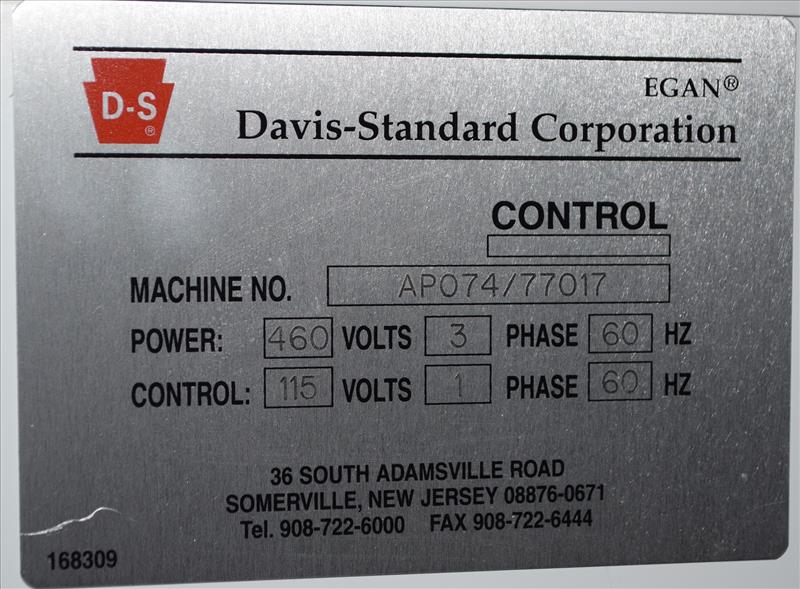 D-S
®
EGAN®
Davis-Standard Corporation
CONTROL
MACHINE NO. AP074/77017
POWER: 460 VOLTS 3 PHASE 60 HZ
CONTROL: 115 VOLTS 1 PHASE 60 HZ
36 SOUTH ADAMSVILLE ROAD
SOMERVILLE, NEW JERSEY 08876-0671
Tel. 908-722-6000 FAX 908-722-6444
168309